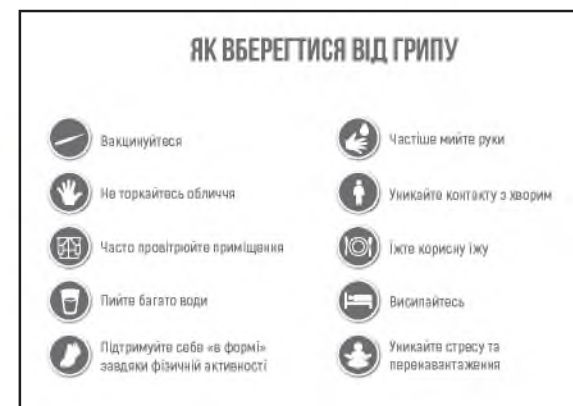 ЯК ВБЕРЕГТИСЯ ВІД ГРИПУ
Вакцинуйтеся
Не торкайтесь обличчя
Часто провітрюйте приміщення
Пийте багато води
Підтримуйте себе «в формі»
завдяки фізичній активності
Частіше мийте руки
Уникайте контакту з хворим
Їжте корисну їжу
Висипайтесь
Уникайте стресу та
перенавантаження